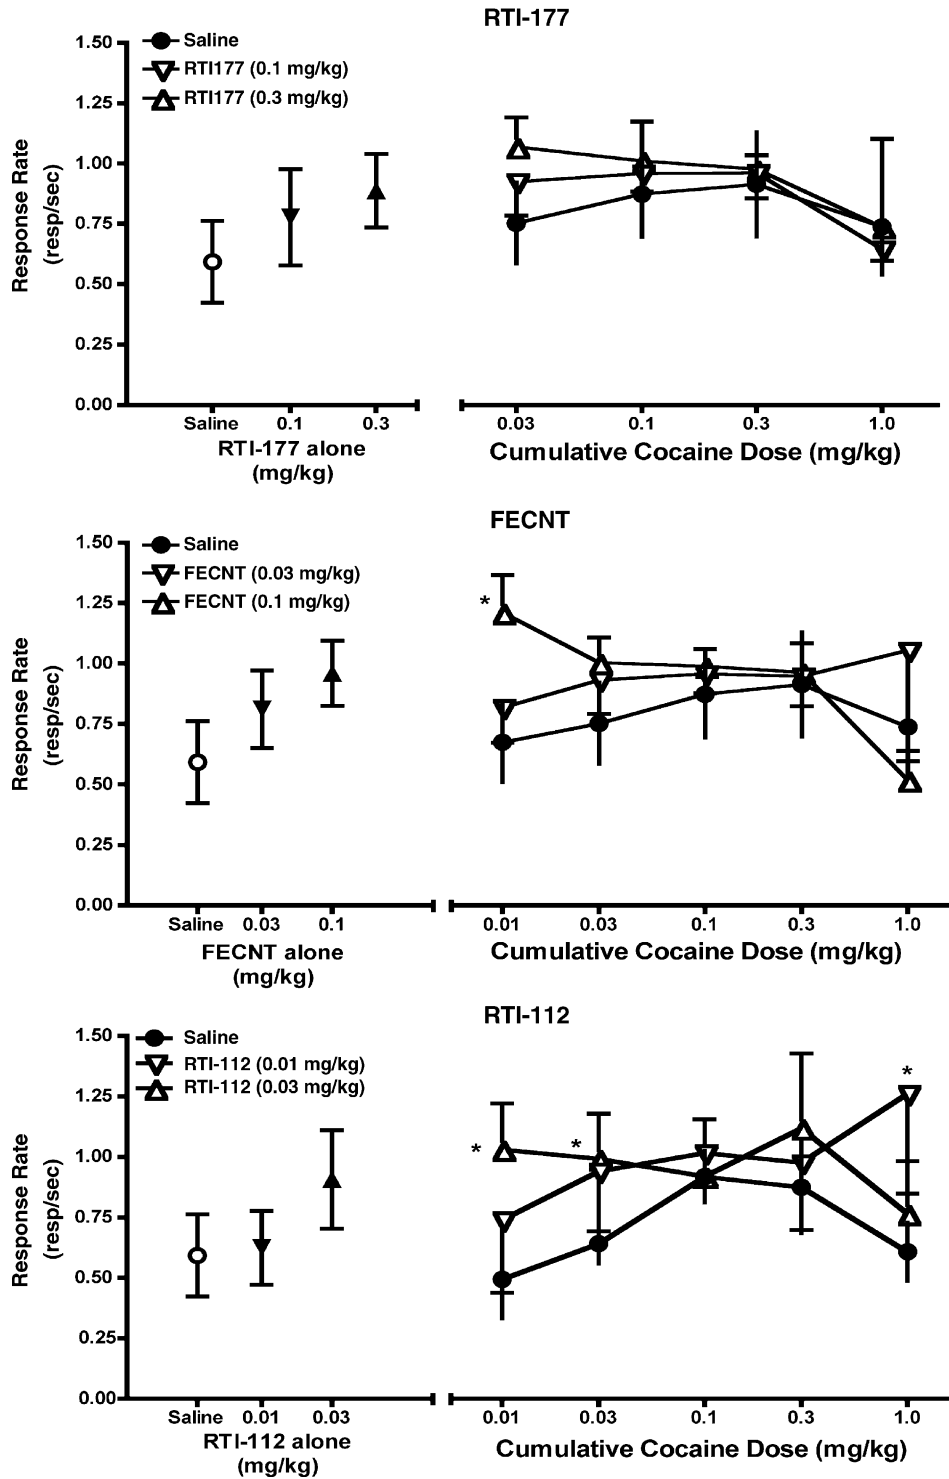 RTI-177
Saline
RTI177 (0.1 mg/kg)
RTI177 (0.3 mg/kg)
Response Rate
(resp/sec)
1.50
1.25
1.00
0.75
0.50
0.25
0.00
Saline 0.1 0.3
RTI-177 alone
(mg/kg)
0.03 0.1 0.3 1.0
Cumulative Cocaine Dose (mg/kg)
FECNT
Saline
FECNT (0.03 mg/kg)
FECNT (0.1 mg/kg)
Response Rate
(resp/sec)
1.50
1.25
1.00
0.75
0.50
0.25
0.00
*
Saline 0.03 0.1
FECNT alone
(mg/kg)
0.01 0.03 0.1 0.3 1.0
Cumulative Cocaine Dose (mg/kg)
RTI-112
Saline
RTI-112 (0.01 mg/kg)
RTI-112 (0.03 mg/kg)
Response Rate
(resp/sec)
1.50
1.25
1.00
0.75
0.50
0.25
0.00
* * *
Saline 0.01 0.03
RTI-112 alone
(mg/kg)
0.01 0.03 0.1 0.3 1.0
Cumulative Cocaine Dose (mg/kg)